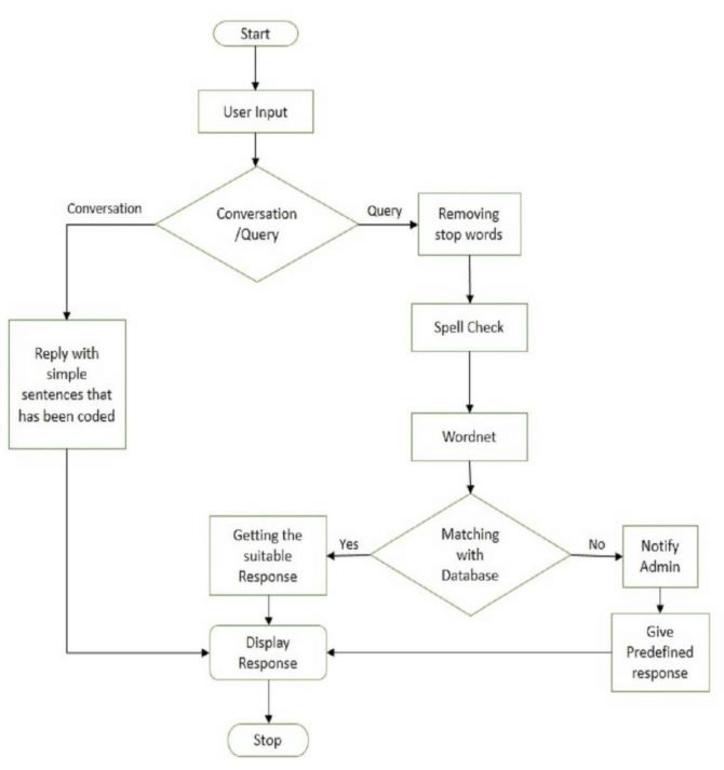 Start
User Input
Conversation
Conversation
/Query
Query
Removing
stop words
Spell Check
Reply with
simple
sentences that
has been coded
Wordnet
Getting the
suitable
Response
Yes
Matching
with
Database
No
Notify
Admin
Display
Response
Give
Predefined
response
Stop